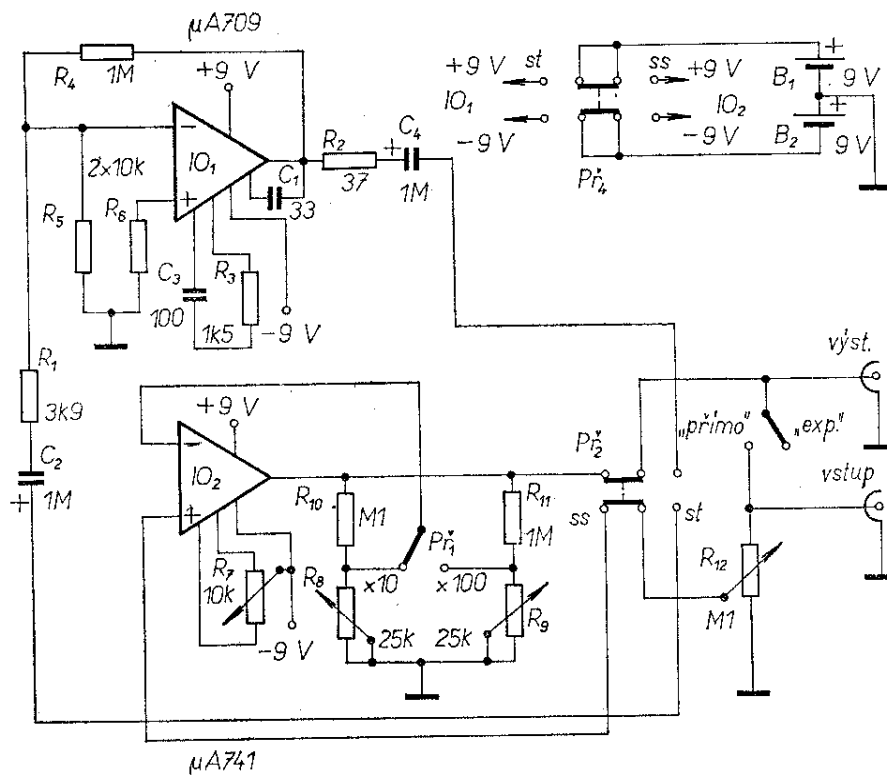 μA709
R4
1M
+9 V
IO1
2×10k
R5
R6
C3
100
R3
1k5
-9 V
C1
33
R2
37
+ C4
1M
+9 V st
IO1
-9 V
ss +9 V
IO2
-9 V
Př4
+
B1
9 V
+
B2
9 V
R1
3k9
C2
+ 1M
+9 V
IO2
R7
10k
-9 V
R10
M1
Př1
×10
×100
R11
1M
R8
25k
25k
R9
Př2
ss
st
výst.
„přímo"
„exp."
vstup
R12
M1
μA741